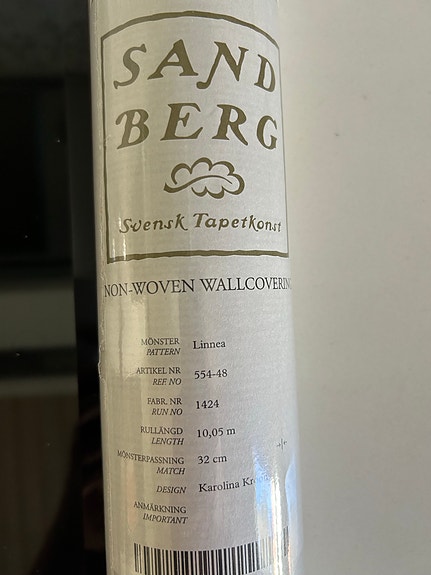 SAND
BERG
Svensk Tapetkonst
NON-WOVEN WALLCOVERING
MÖNSTER
PATTERN Linnea
ARTIKEL NR
REF NO 554-48
FABR. NR
RUN NO 1424
RULLÄNGD
LENGTH 10,05 m
MÖNSTERPASSNING
MATCH 32 cm
DESIGN Karolina
ANMÄRKNING
IMPORTANT